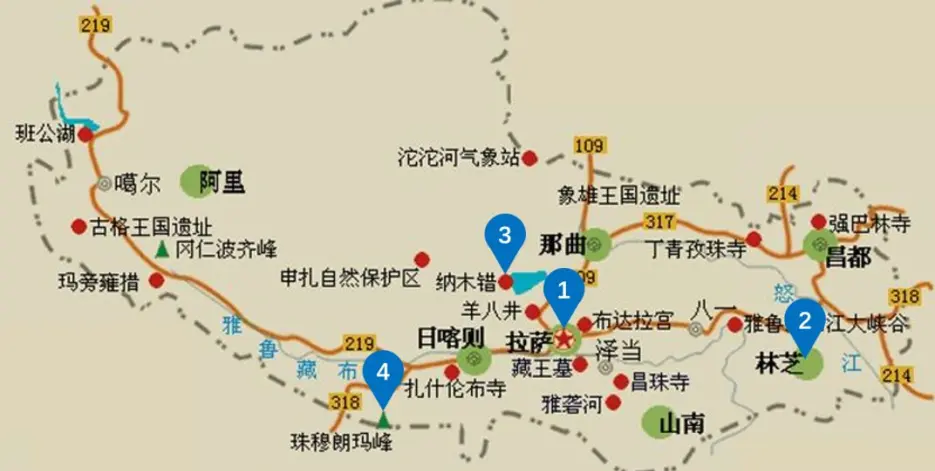 219
班公湖
噶尔
阿里
古格王国遗址
冈仁波齐峰
玛旁雍措
沱沱河气象站
109
象雄王国遗址
317
214
强巴林寺
那曲
丁青孜珠寺
昌都
3
申扎自然保护区
纳木错
09
1
怒
318
羊八井
布达拉宫
八一
雅鲁
2
江大峡谷
雅
鲁
藏
布
219
日喀则
拉萨
泽当
藏王墓
林芝
江
214
4
扎什伦布寺
昌珠寺
318
雅砻河
山南
珠穆朗玛峰